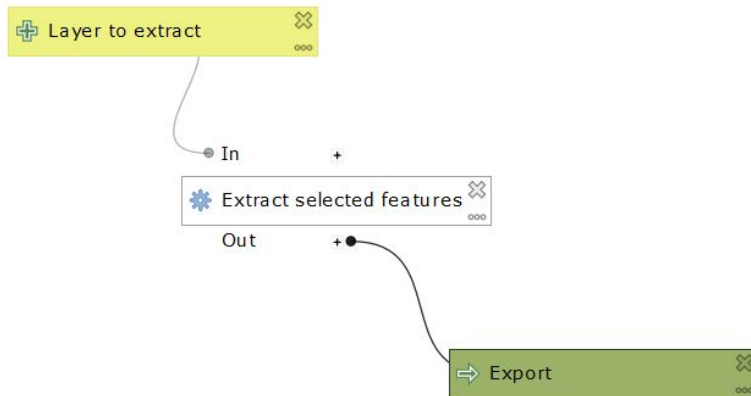 Layer to extract
In
Extract selected features
Out
Export